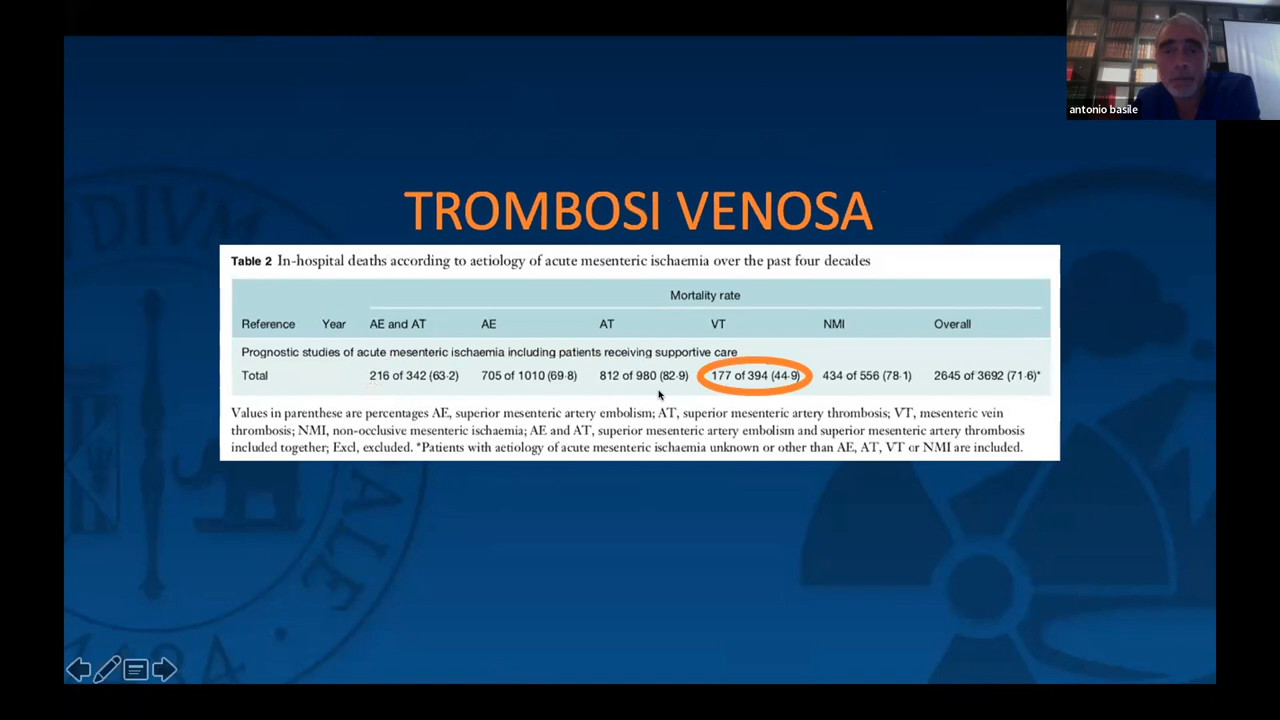 antonio basile
TROMBOSI VENOSA
Table 2 In-hospital deaths according to aetiology of acute mesenteric ischaemia over the past four decades
Mortality rate
Reference Year AE and AT AE AT VT NMI Overall
Prognostic studies of acute mesenteric ischaemia including patients receiving supportive care
Total 216 of 342 (63·2) 705 of 1010 (69·8) 812 of 980 (82·9) 177 of 394 (44·9) 434 of 556 (78·1) 2645 of 3692 (71·6)*
Values in parenthese are percentages AE, superior mesenteric artery embolism; AT, superior mesenteric artery thrombosis; VT, mesenteric vein
thrombosis; NMI, non-occlusive mesenteric ischaemia; AE and AT, superior mesenteric artery embolism and superior mesenteric artery thrombosis
included together; Excl, excluded. *Patients with aetiology of acute mesenteric ischaemia unknown or other than AE, AT, VT or NMI are included.
DIVM
ALE